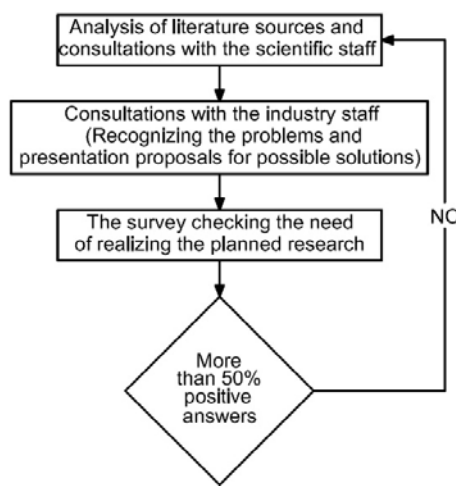 Analysis of literature sources and
consultations with the scientific staff
Consultations with the industry staff
(Recognizing the problems and
presentation proposals for possible solutions)
NO
The survey checking the need
of realizing the planned research
More
than 50%
positive
answers